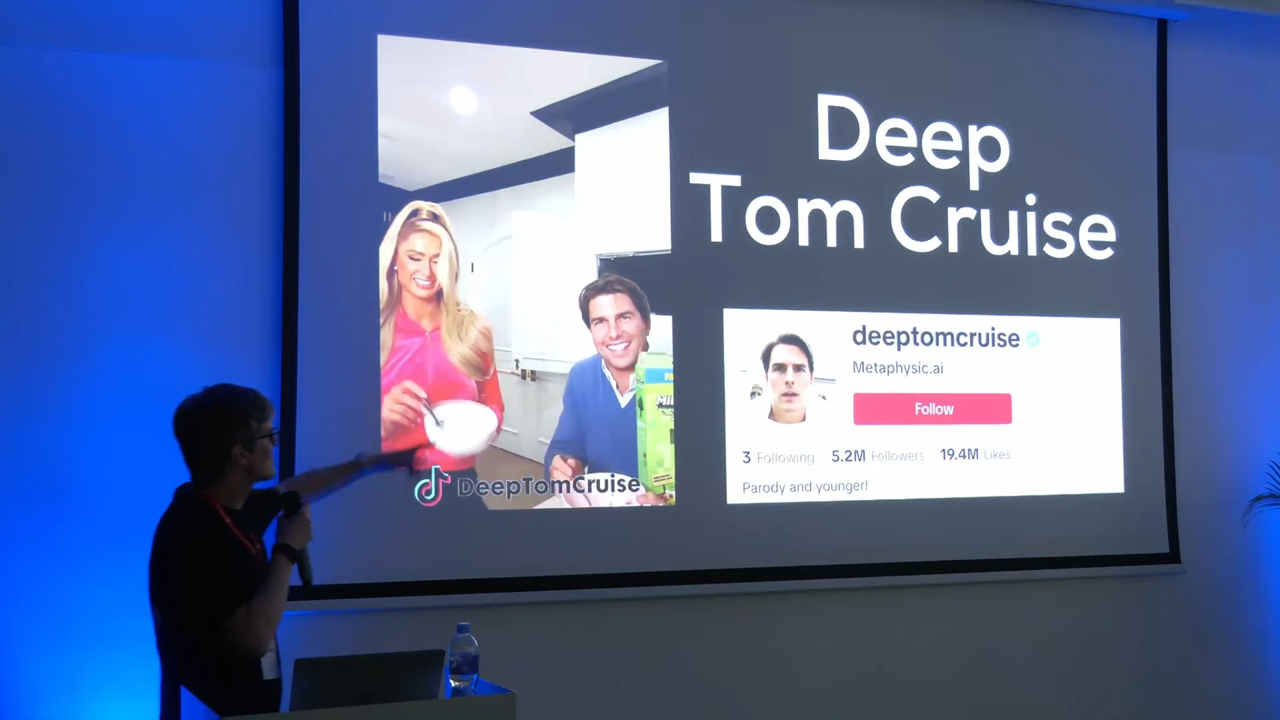 Deep
Tom Cruise
deeptomcruise
Metaphysic.ai
Follow
3 Following 5.2M Followers 19.4M Likes
Parody and younger!
DeepTomCruise